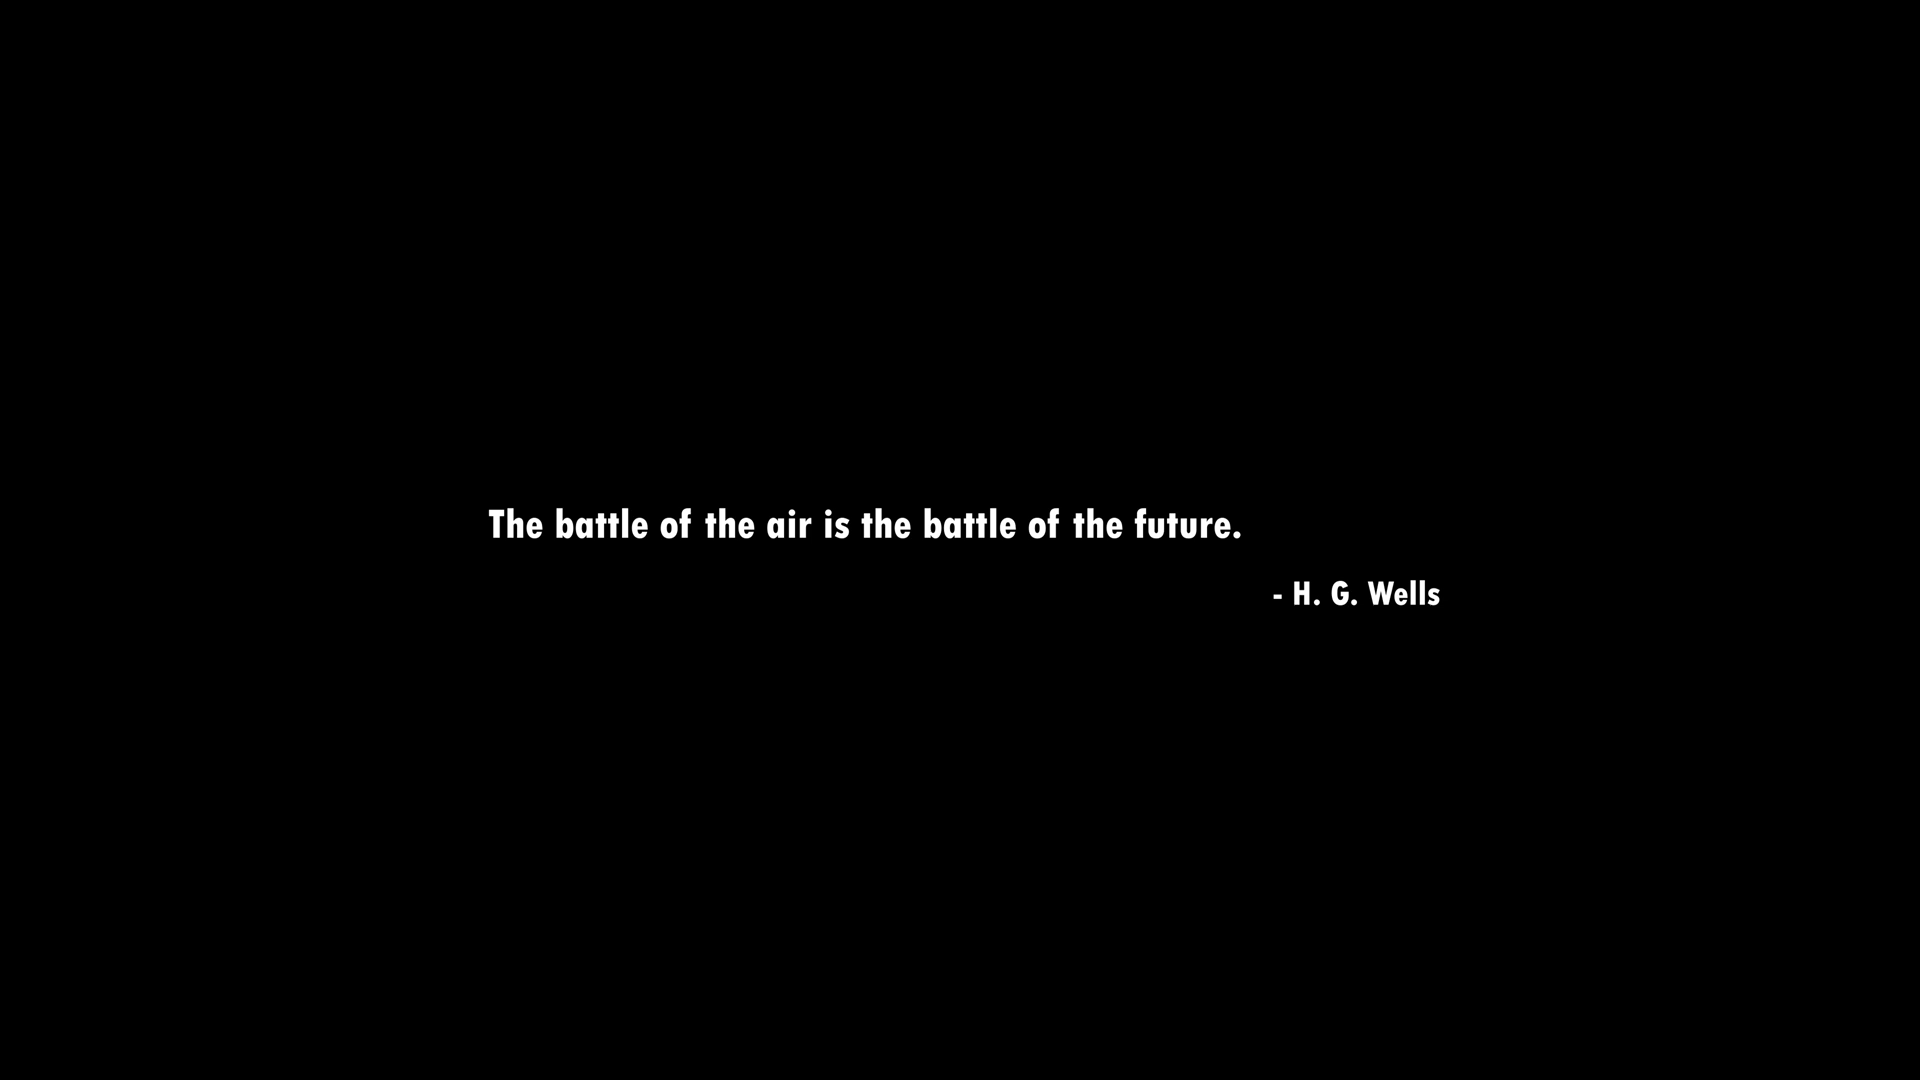 The battle of the air is the battle of the future.
- H. G. Wells